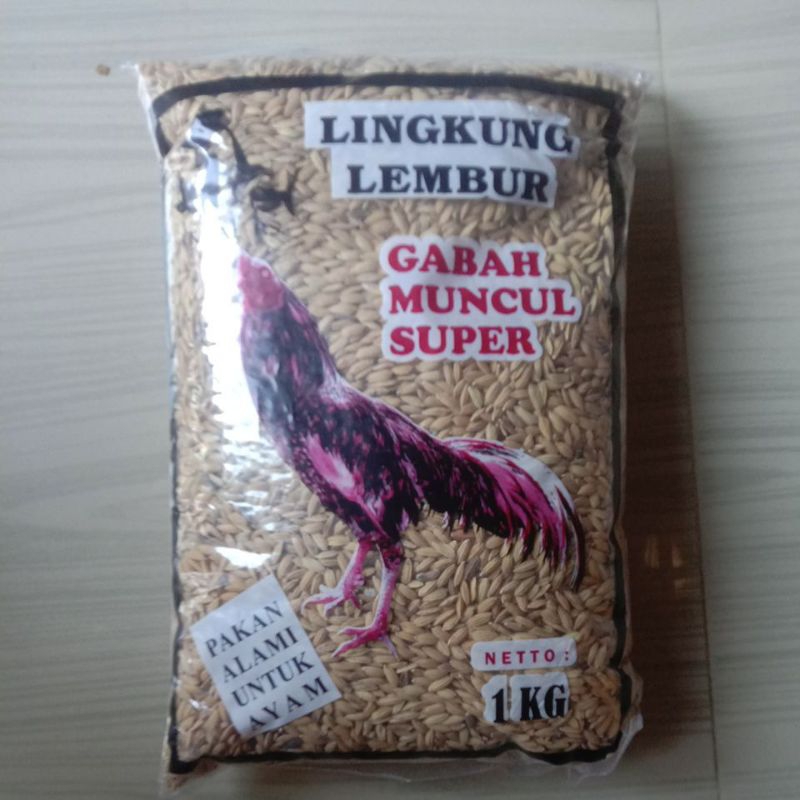 LINGKUNG
LEMBUR
GABAH
MUNCUL
SUPER
PAKAN
ALAMI
UNTUK
AYAM
NETTO :
1 KG